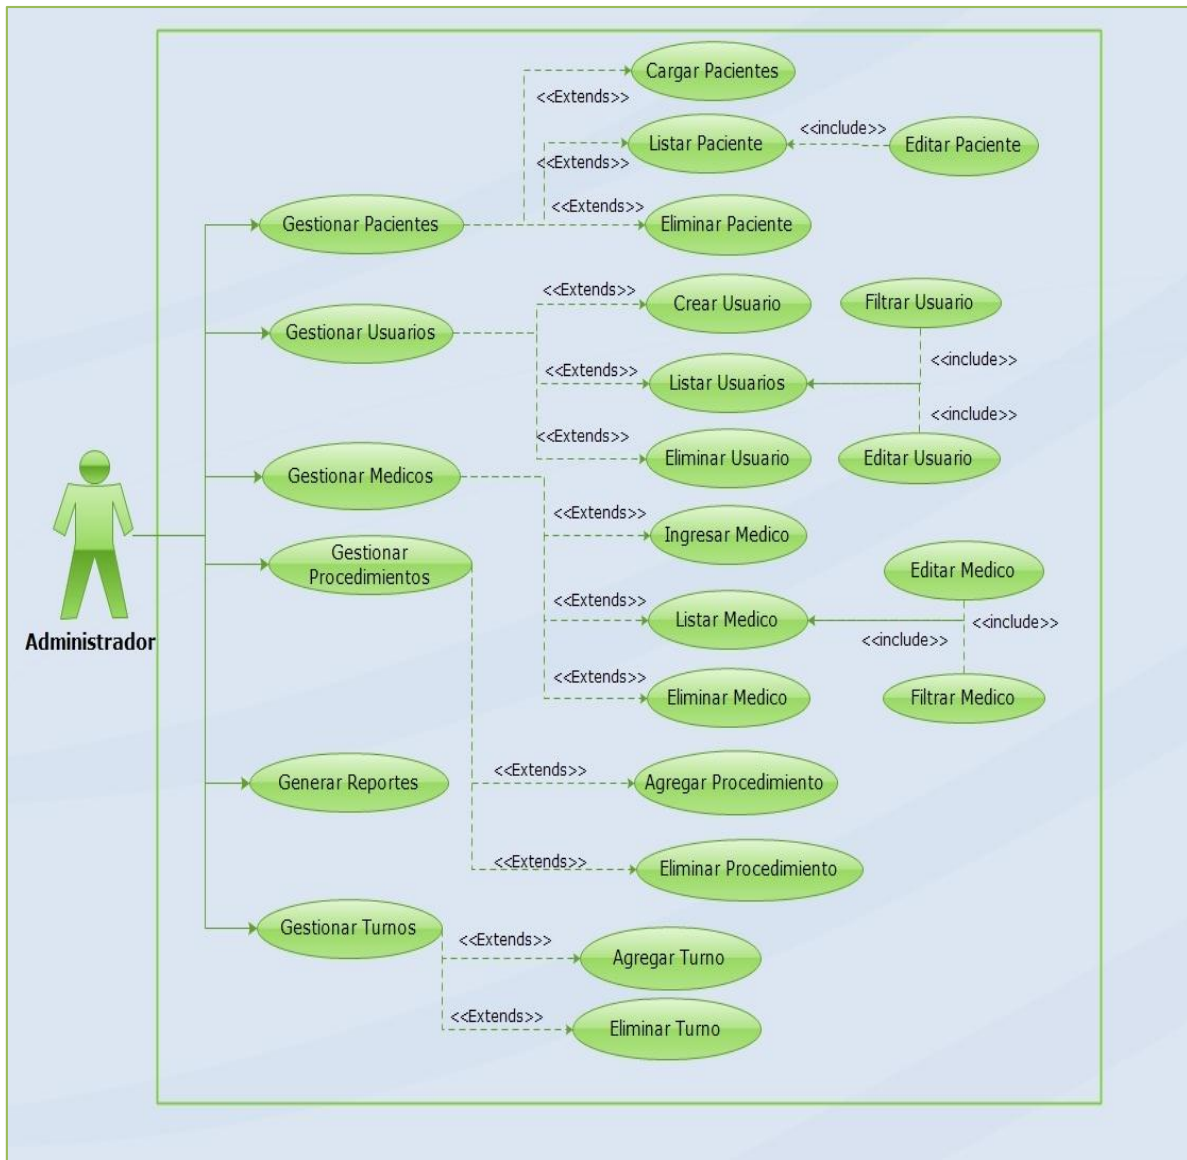 Cargar Pacientes
<<Extends>>
Listar Paciente
<<include>>
Editar Paciente
<<Extends>>
Gestionar Pacientes
<<Extends>>
Eliminar Paciente
<<Extends>>
Crear Usuario
Filtrar Usuario
Gestionar Usuarios
<<include>>
<<Extends>>
Listar Usuarios
<<include>>
<<Extends>>
Eliminar Usuario
Editar Usuario
Gestionar Medicos
<<Extends>>
Ingresar Medico
Gestionar
Procedimientos
Editar Medico
<<Extends>>
Listar Medico
<<include>>
<<include>>
Administrador
<<Extends>>
Eliminar Medico
Filtrar Medico
Generar Reportes
<<Extends>>
Agregar Procedimiento
<<Extends>>
Eliminar Procedimiento
Gestionar Turnos
<<Extends>>
Agregar Turno
<<Extends>>
Eliminar Turno